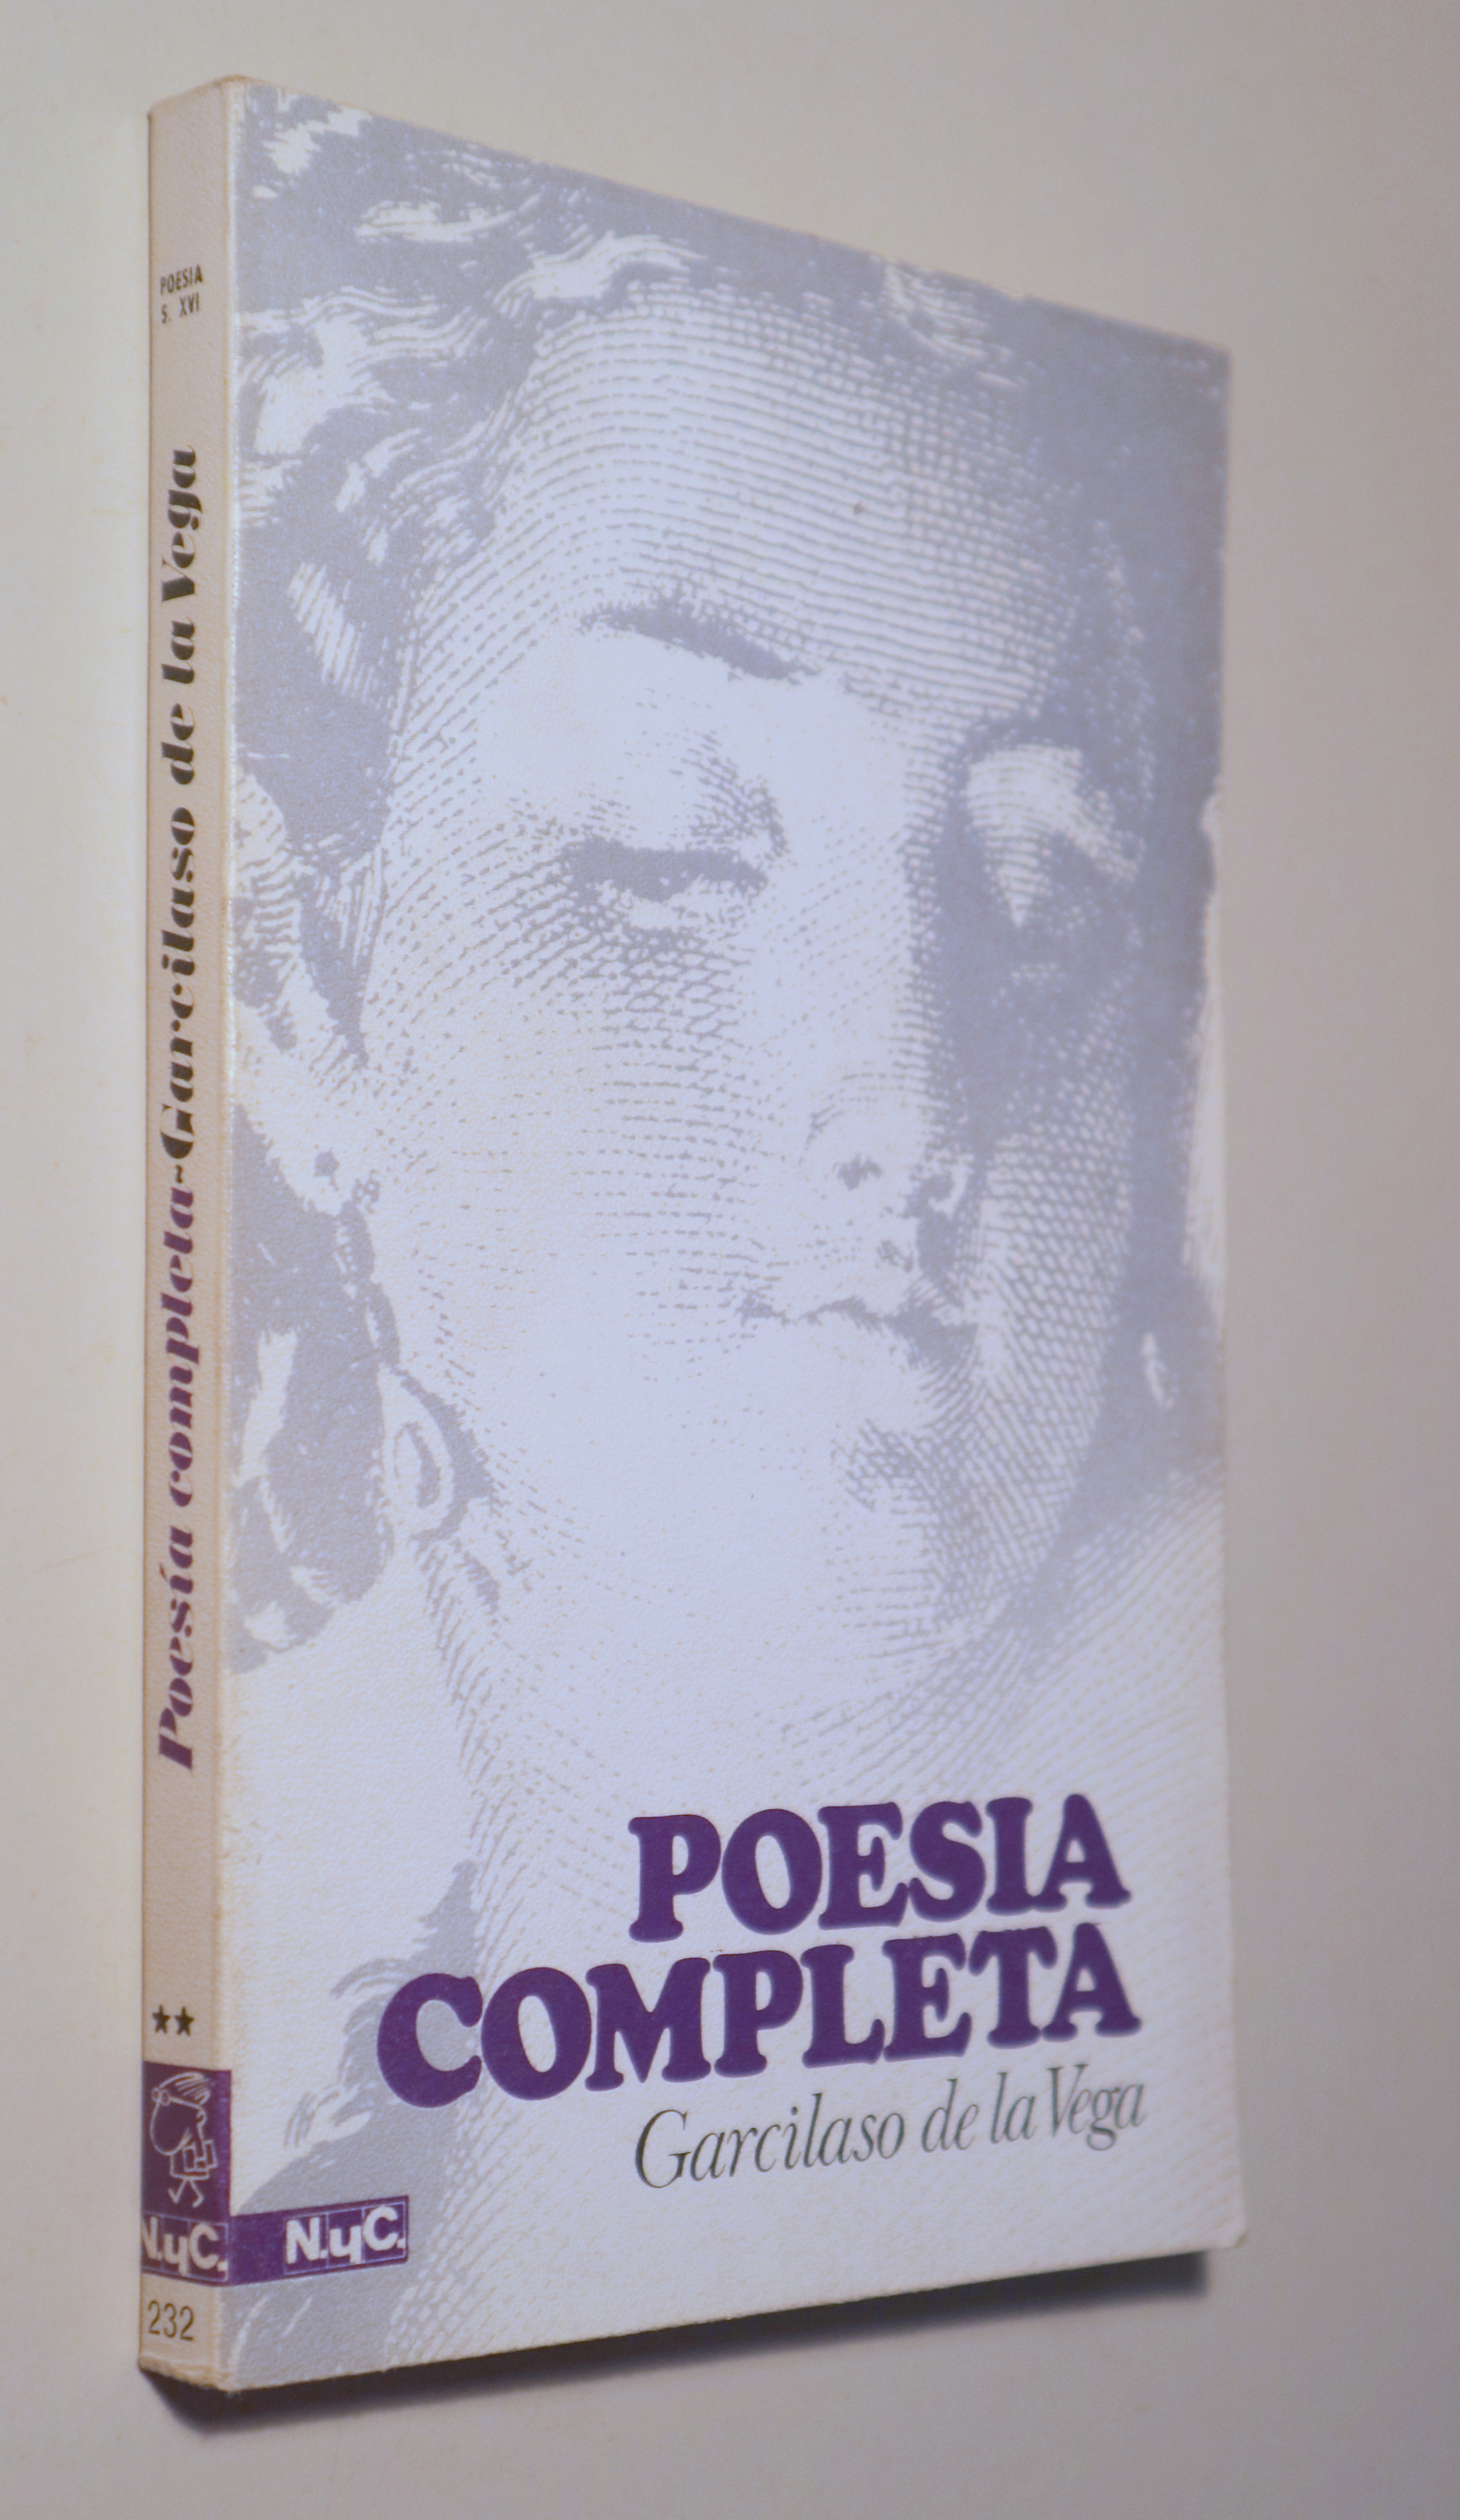 POESIA
S. XVI
Poesía completa-Garcilaso de la Vega
★★
N.yC.
232
POESIA
COMPLETA
Garcilaso de la Vega
N.yC.